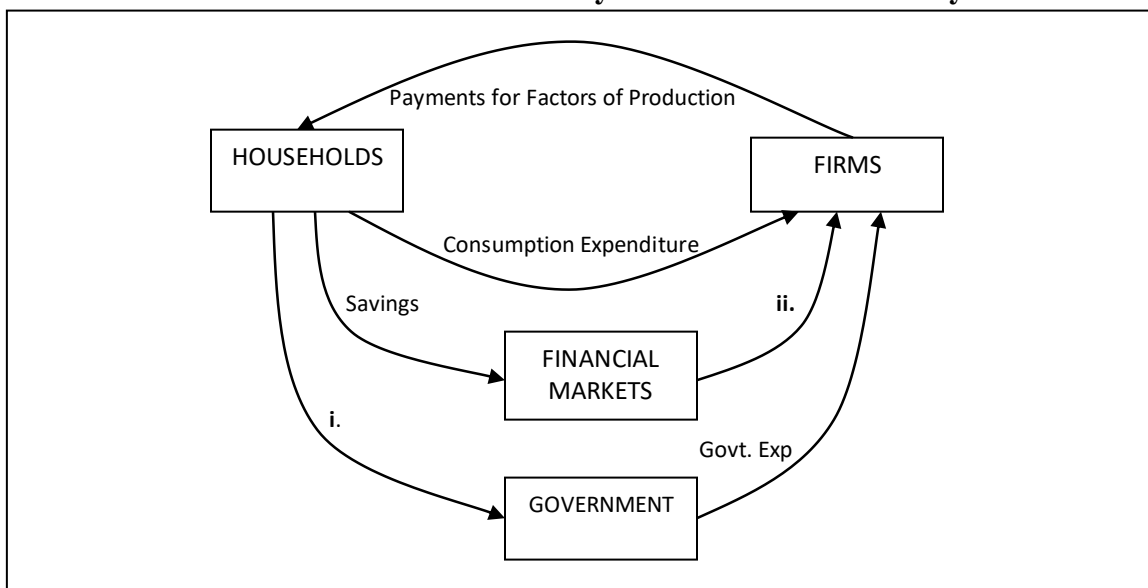 Payments for Factors of Production
HOUSEHOLDS
FIRMS
Consumption Expenditure
Savings
ii.
FINANCIAL
MARKETS
i.
Govt. Exp
GOVERNMENT